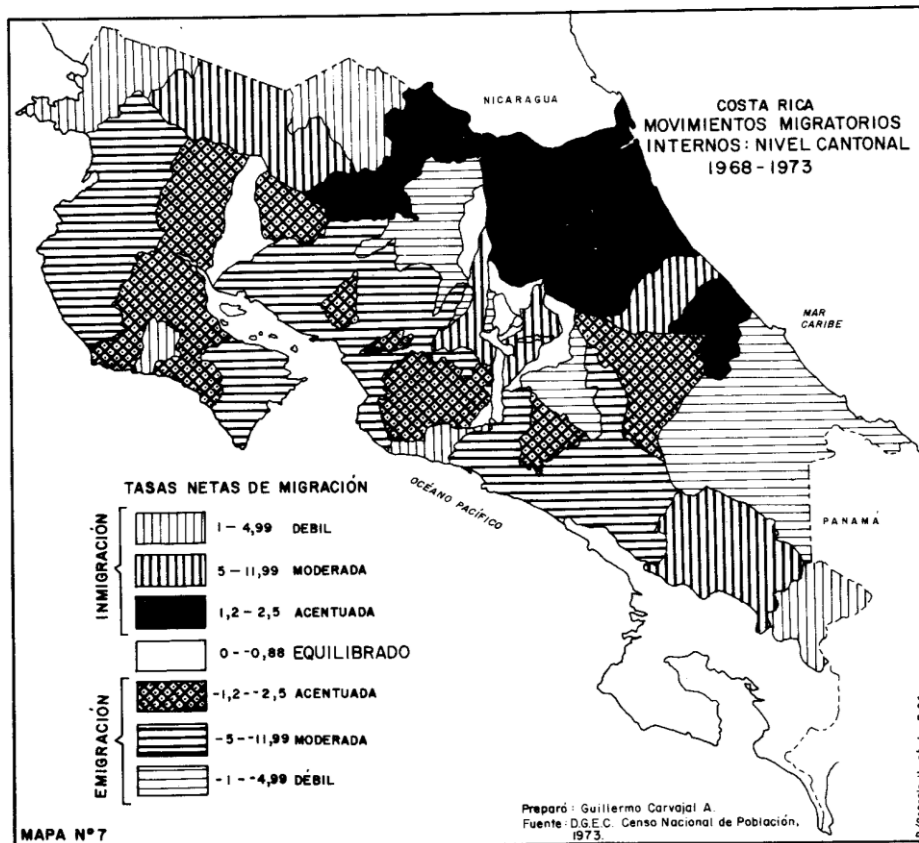 NICARAGUA
COSTA RICA
MOVIMIENTOS MIGRATORIOS
INTERNOS: NIVEL CANTONAL
1968-1973
MAR
CARIBE
PANAMÁ
OCÉANO PACÍFICO
TASAS NETAS DE MIGRACIÓN
INMIGRACIÓN
1-4,99 DÉBIL
5-11,99 MODERADA
1,2-2,5 ACENTUADA
0--0,88 EQUILIBRADO
EMIGRACIÓN
-1,2--2,5 ACENTUADA
-5--11,99 MODERADA
-1--4,99 DÉBIL
Preparó: Guillermo Carvajal A.
Fuente: D.G.E.C. Censo Nacional de Población,
1973.
MAPA Nº 7